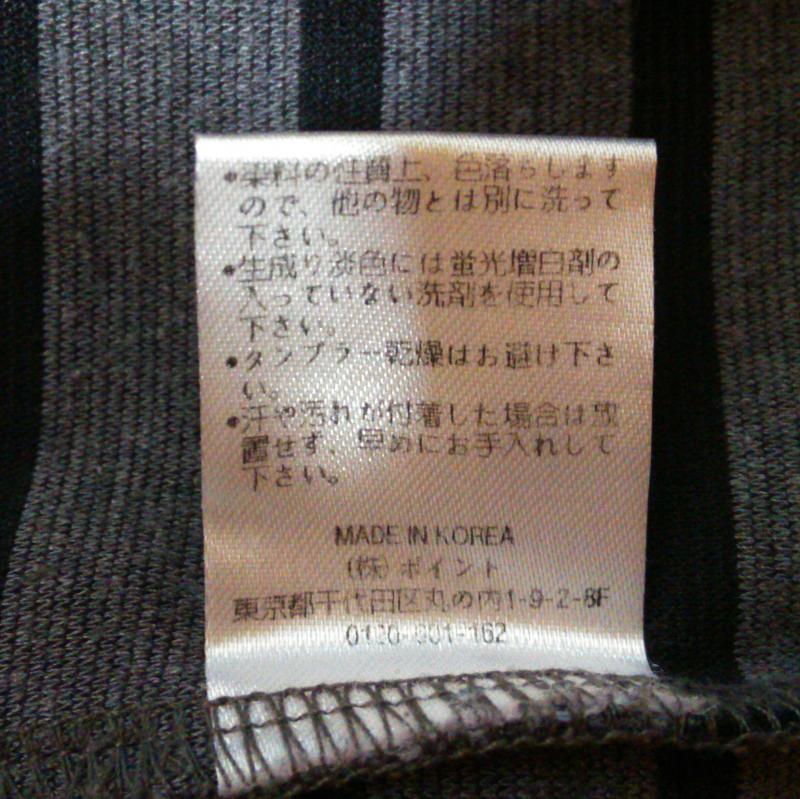 •染料の性質上、色落ちします
ので、他の物とは別に洗って
下さい。
•生成り淡色には蛍光増白剤の
入っていない洗剤を使用して
下さい。
•タンブラー乾燥はお避け下さ
い。
•汗や汚れが付着した場合は放
置せず、早めにお手入れして
下さい。
MADE IN KOREA
(株)ポイント
東京都千代田区丸の内1-9-2-8F
0120-601-162